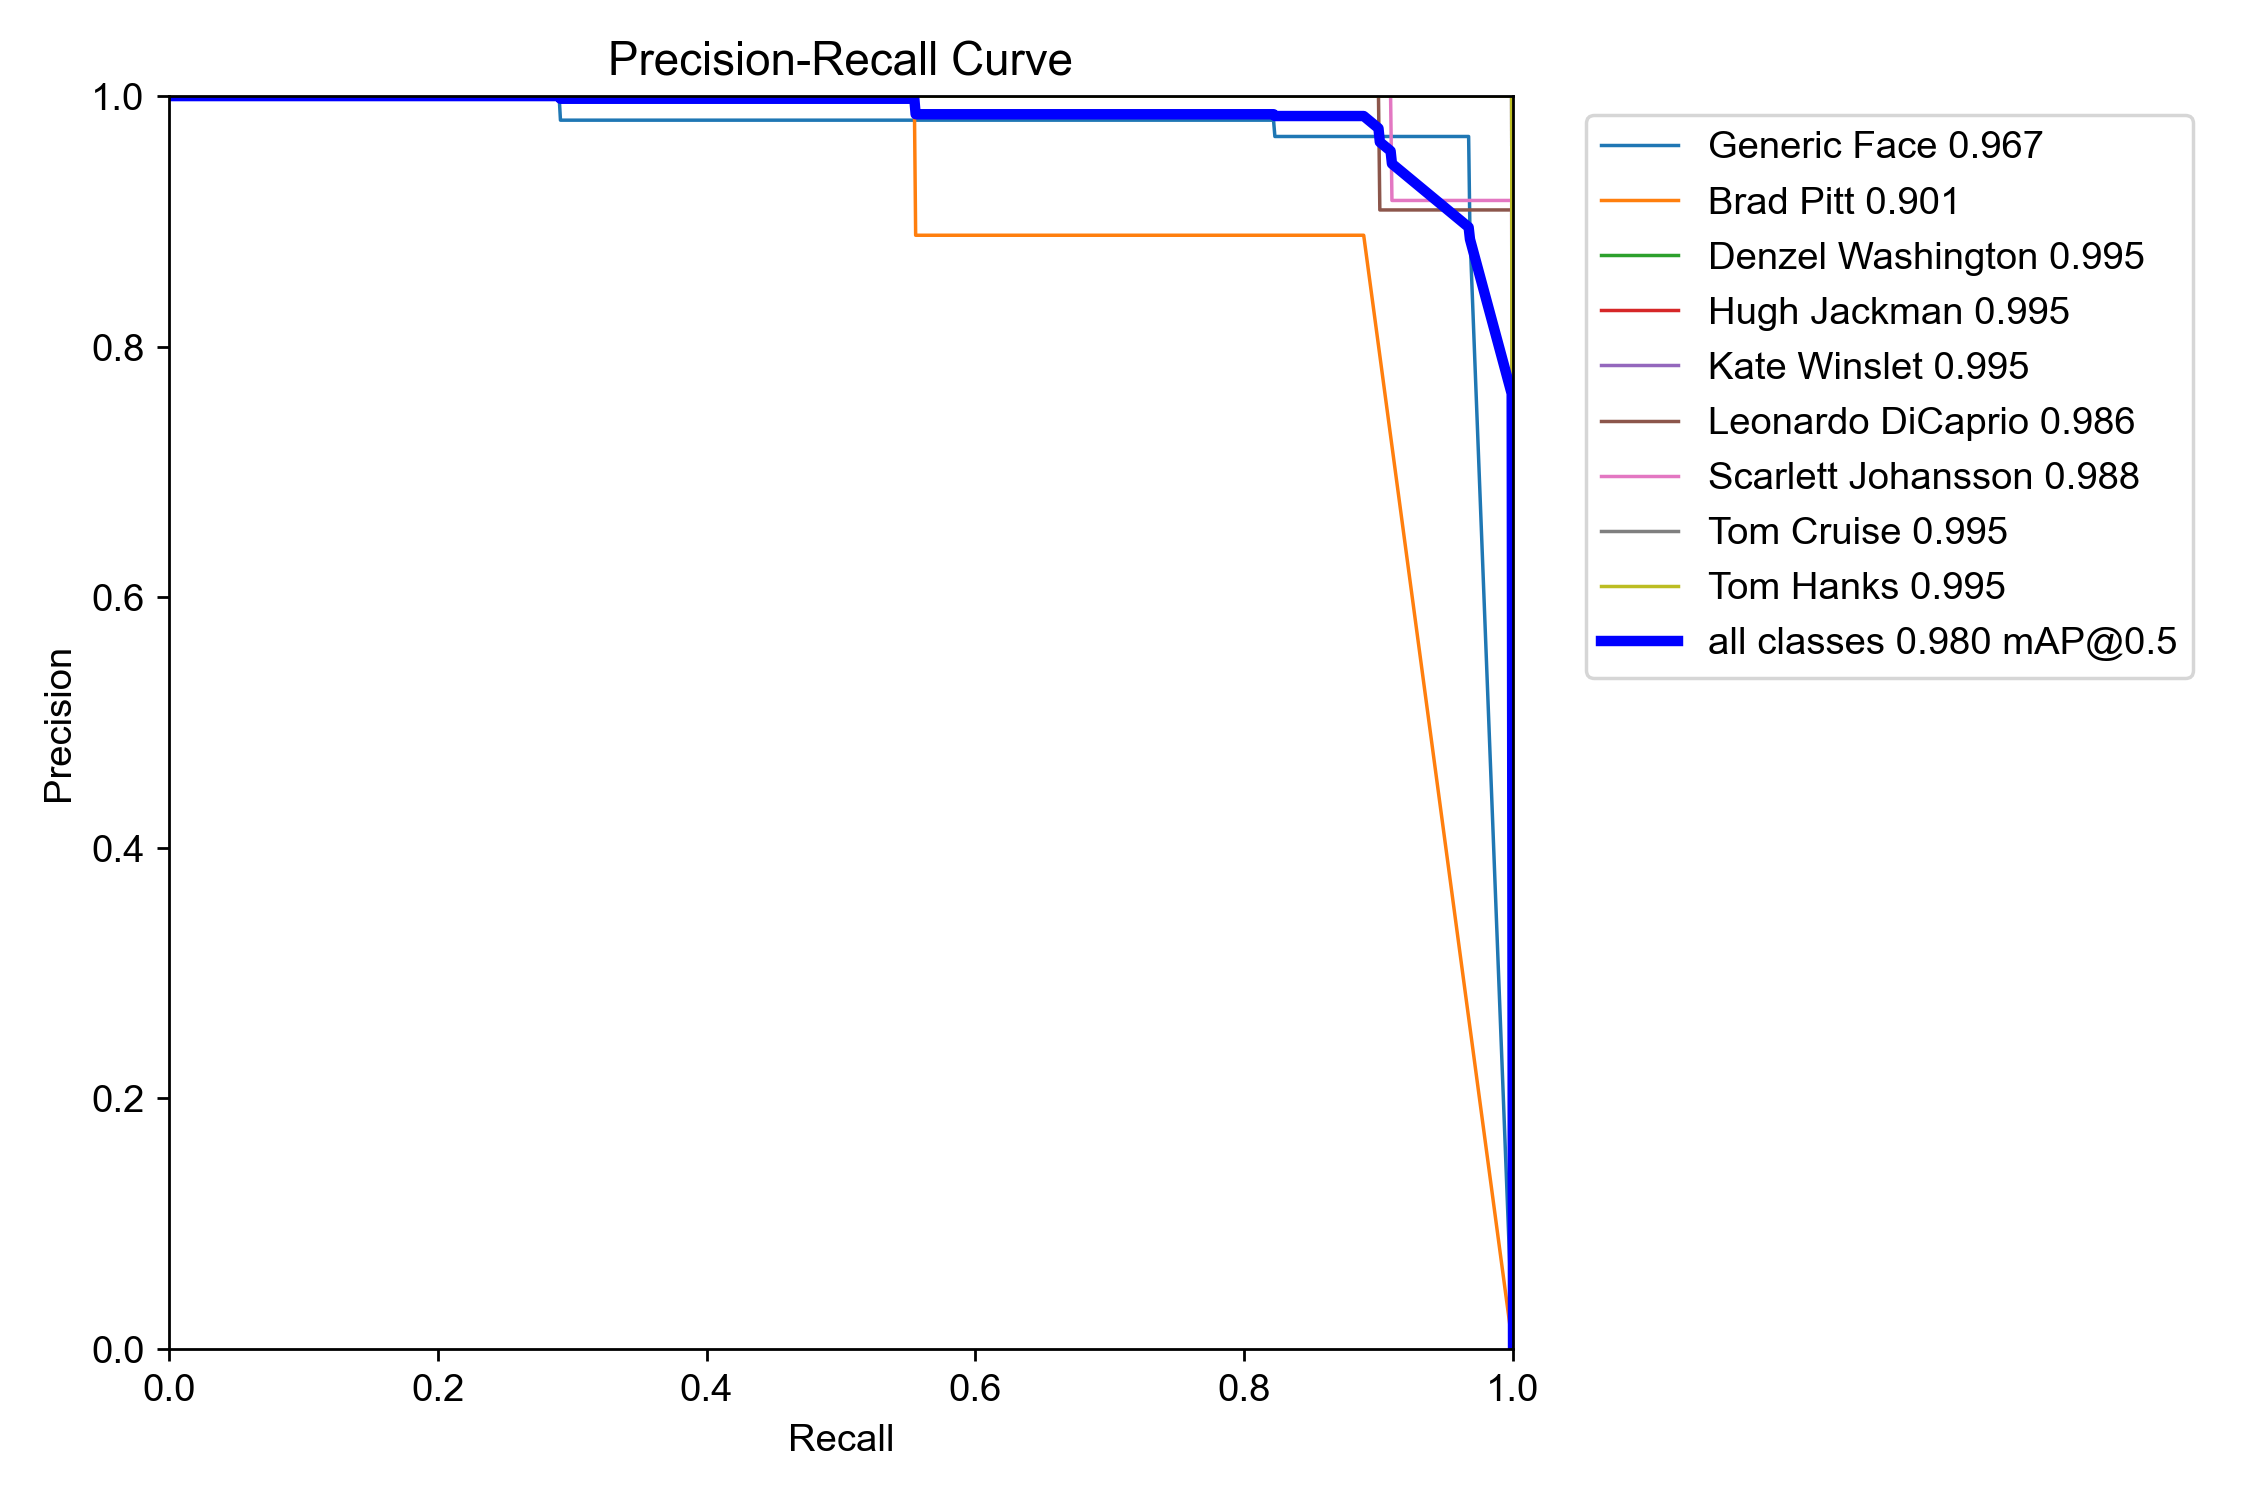 Precision-Recall Curve
1.0
0.8
0.6
0.4
0.2
0.0
Precision
0.0 0.2 0.4 0.6 0.8 1.0
Recall
Generic Face 0.967
Brad Pitt 0.901
Denzel Washington 0.995
Hugh Jackman 0.995
Kate Winslet 0.995
Leonardo DiCaprio 0.986
Scarlett Johansson 0.988
Tom Cruise 0.995
Tom Hanks 0.995
all classes 0.980 mAP@0.5